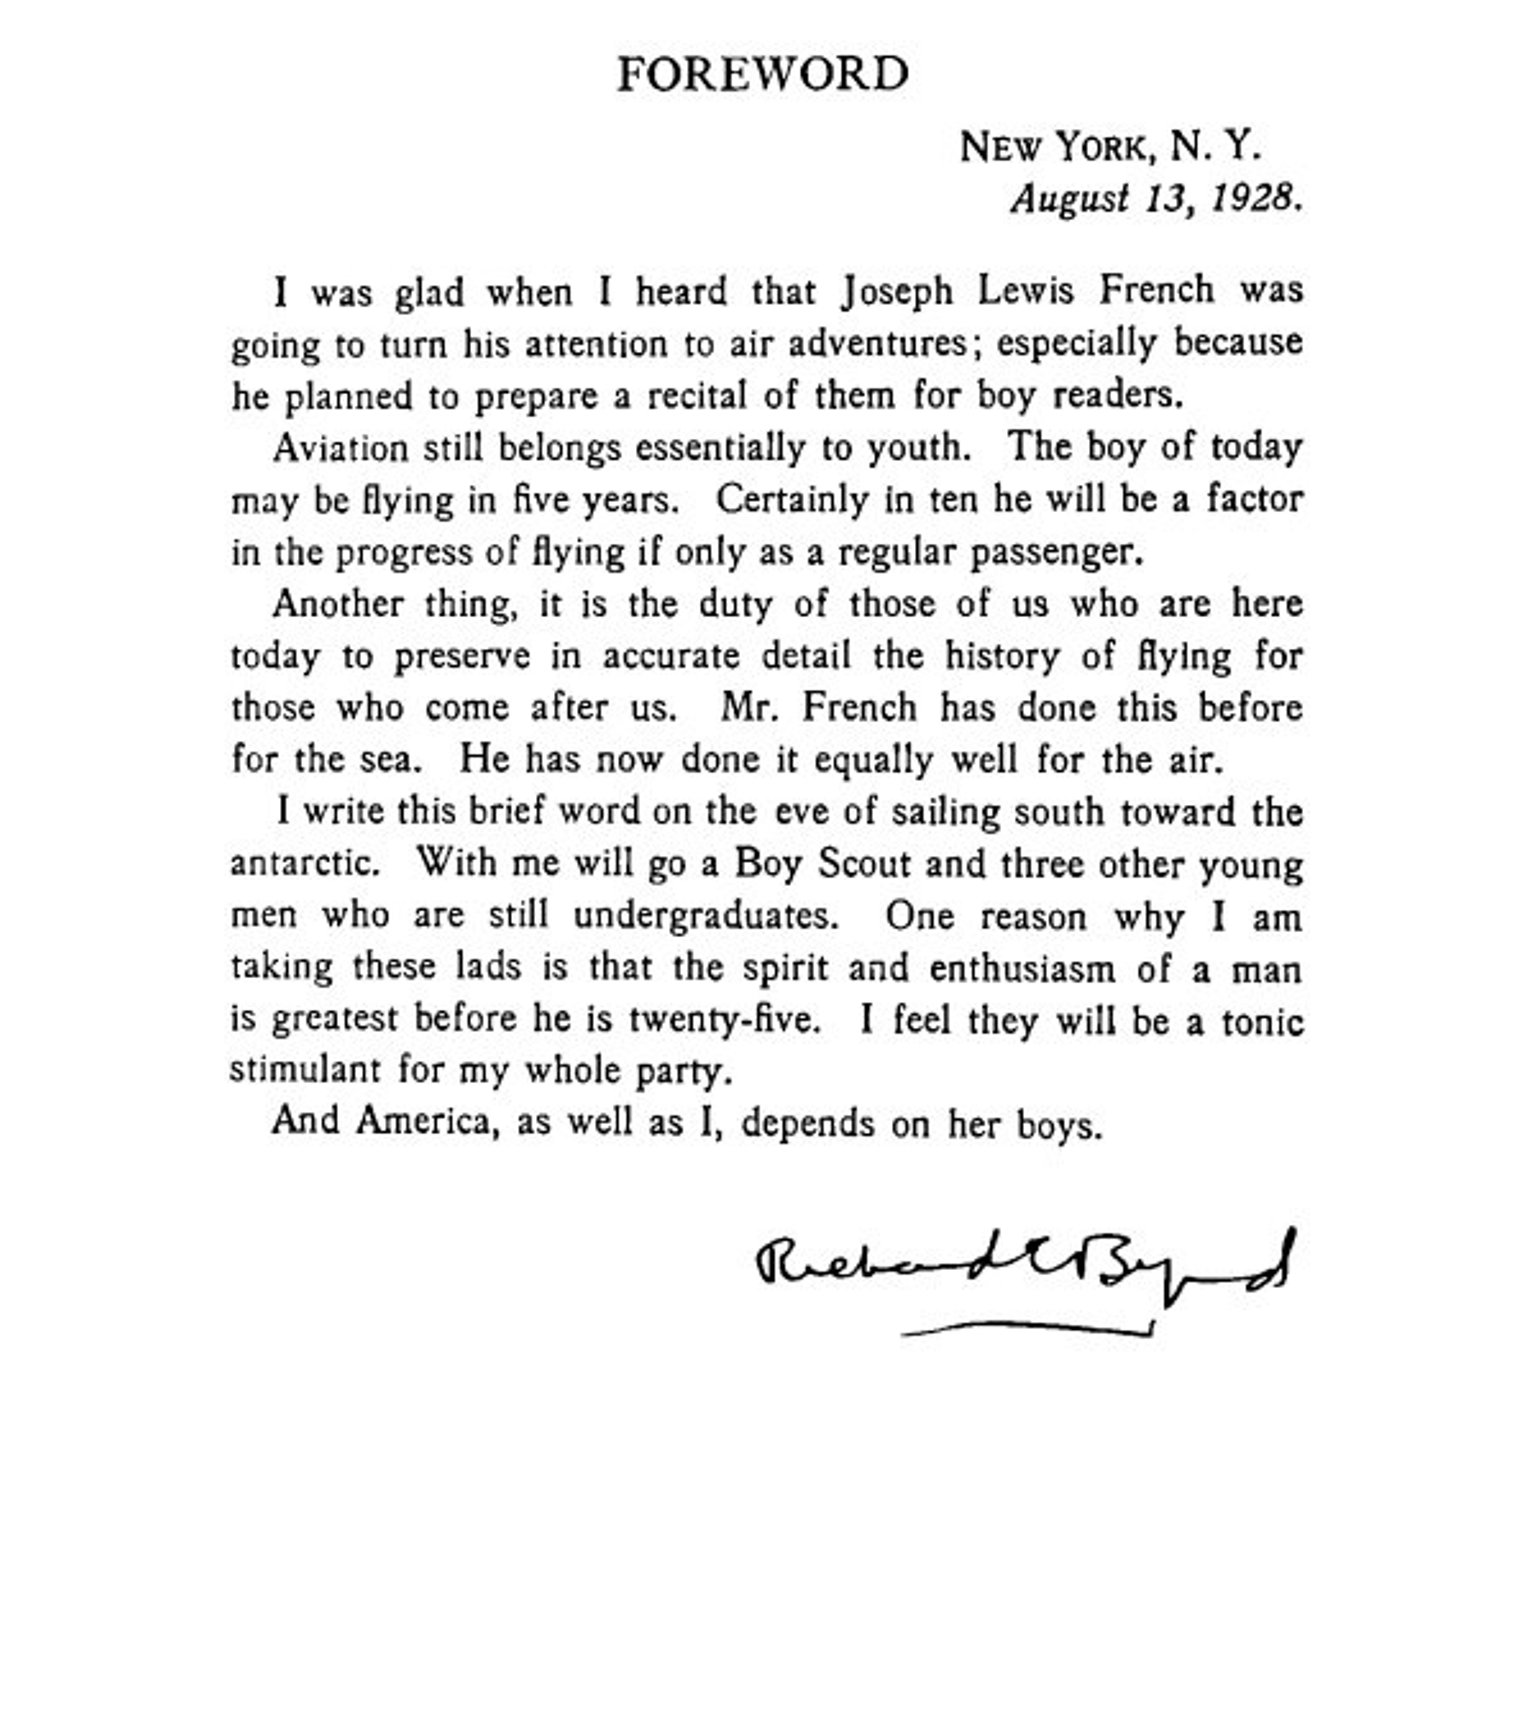 FOREWORD
NEW YORK, N. Y.
August 13, 1928.
I was glad when I heard that Joseph Lewis French was
going to turn his attention to air adventures; especially because
he planned to prepare a recital of them for boy readers.
Aviation still belongs essentially to youth. The boy of today
may be flying in five years. Certainly in ten he will be a factor
in the progress of flying if only as a regular passenger.
Another thing, it is the duty of those of us who are here
today to preserve in accurate detail the history of flying for
those who come after us. Mr. French has done this before
for the sea. He has now done it equally well for the air.
I write this brief word on the eve of sailing south toward the
antarctic. With me will go a Boy Scout and three other young
men who are still undergraduates. One reason why I am
taking these lads is that the spirit and enthusiasm of a man
is greatest before he is twenty-five. I feel they will be a tonic
stimulant for my whole party.
And America, as well as I, depends on her boys.
Richard E Byrd